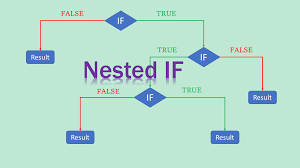 FALSE IF TRUE
TRUE FALSE
Result IF
Nested IF
FALSE TRUE Result
IF
Result Result